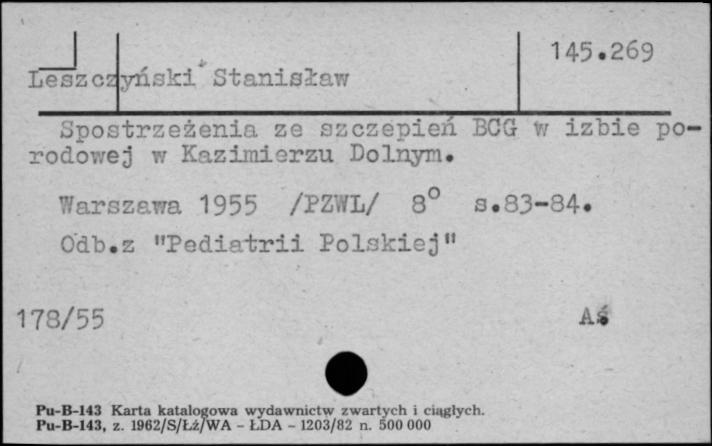 145.269
Leszczyński Stanisław
Spostrzeżenia ze szczepień BCG w izbie po-
rodowej w Kazimierzu Dolnym.
Warszawa 1955 /PZWL/ 8° s.83-84.
Odb.z "Pediatrii Polskiej"
178/55 Aś
Pu-B-143 Karta katalogowa wydawnictw zwartych i ciągłych.
Pu-B-143, z. 1962/S/Łź/WA - ŁDA - 1203/82 n. 500 000